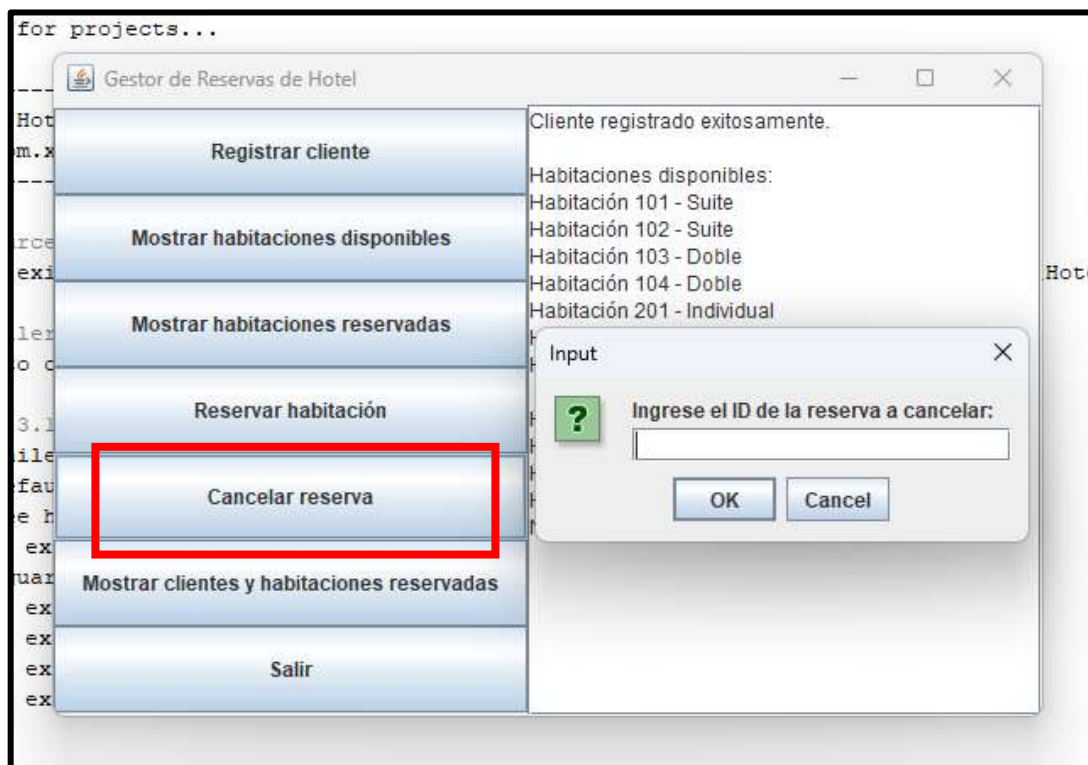 for projects...
Gestor de Reservas de Hotel
Registrar cliente
Mostrar habitaciones disponibles
Mostrar habitaciones reservadas
Reservar habitación
Cancelar reserva
Mostrar clientes y habitaciones reservadas
Salir
Cliente registrado exitosamente.
Habitaciones disponibles:
Habitación 101 - Suite
Habitación 102 - Suite
Habitación 103 - Doble
Habitación 104 - Doble
Habitación 201 - Individual
Input
Ingrese el ID de la reserva a cancelar:
OK
Cancel